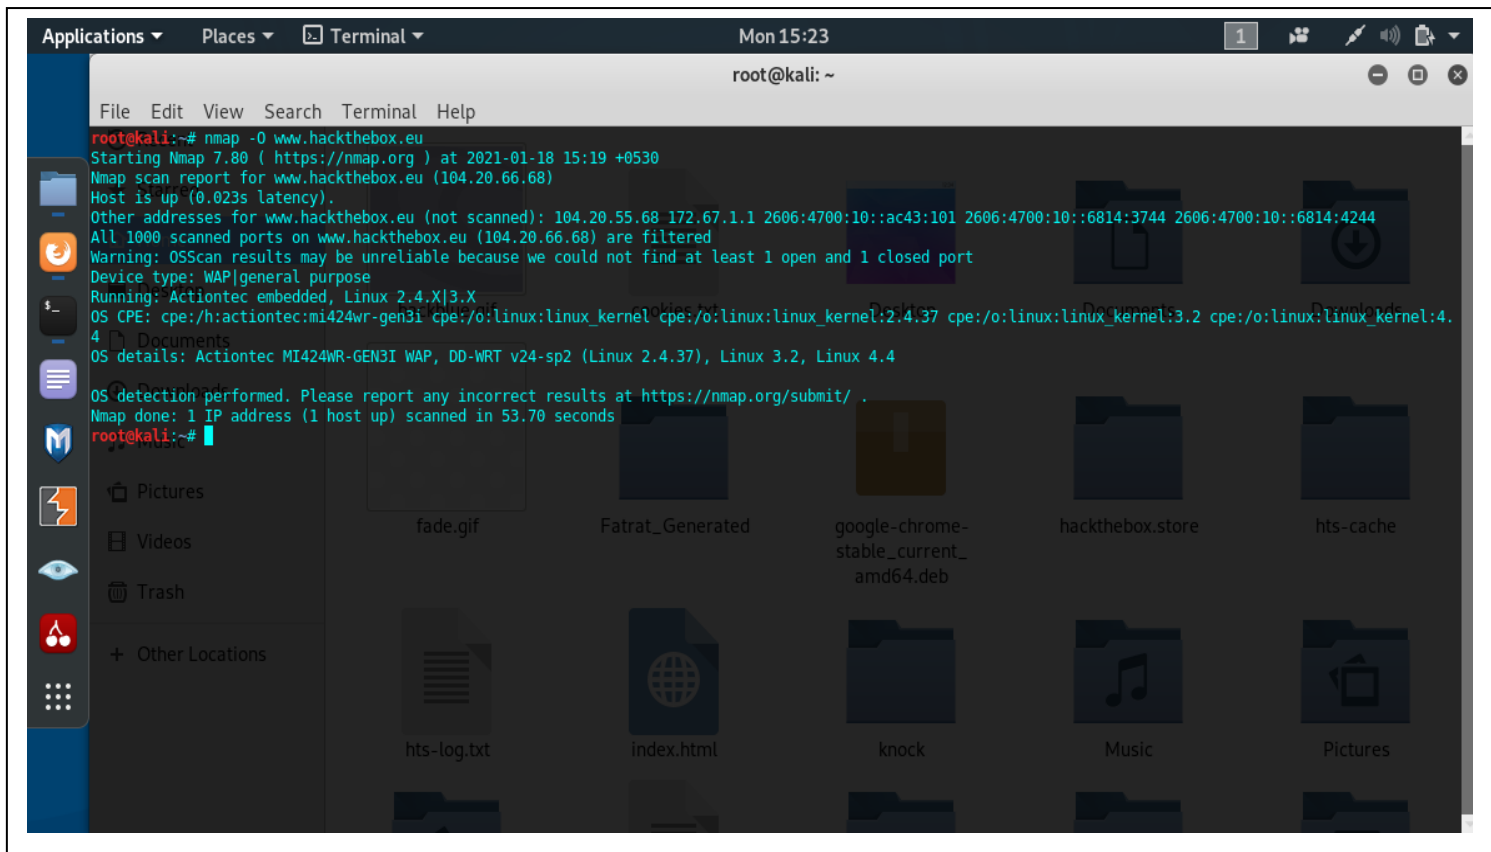 Applications Places Terminal Mon 15:23 1
root@kali: ~
File Edit View Search Terminal Help
root@kali:~# nmap -O www.hackthebox.eu
Starting Nmap 7.80 ( https://nmap.org ) at 2021-01-18 15:19 +0530
Nmap scan report for www.hackthebox.eu (104.20.66.68)
Host is up (0.023s latency).
Other addresses for www.hackthebox.eu (not scanned): 104.20.55.68 172.67.1.1 2606:4700:10::ac43:101 2606:4700:10::6814:3744 2606:4700:10::6814:4244
All 1000 scanned ports on www.hackthebox.eu (104.20.66.68) are filtered
Warning: OSScan results may be unreliable because we could not find at least 1 open and 1 closed port
Device type: WAP|general purpose
Running: Actiontec embedded, Linux 2.4.X|3.X
OS CPE: cpe:/h:actiontec:mi424wr-gen3i cpe:/o:linux:linux_kernel cpe:/o:linux:linux_kernel:2.4.37 cpe:/o:linux:linux_kernel:3.2 cpe:/o:linux:linux_kernel:4.
4
OS details: Actiontec MI424WR-GEN3I WAP, DD-WRT v24-sp2 (Linux 2.4.37), Linux 3.2, Linux 4.4
OS detection performed. Please report any incorrect results at https://nmap.org/submit/ .
Nmap done: 1 IP address (1 host up) scanned in 53.70 seconds
root@kali:~#
Starred
Desktop
Documents
Downloads
Music
Pictures
Videos
Trash
+ Other Locations
cookies.txt
Desktop
Documents
Downloads
fade.gif
Fatrat_Generated
google-chrome-
stable_current_
amd64.deb
hackthebox.store
hts-cache
hts-log.txt
index.html
knock
Music
Pictures